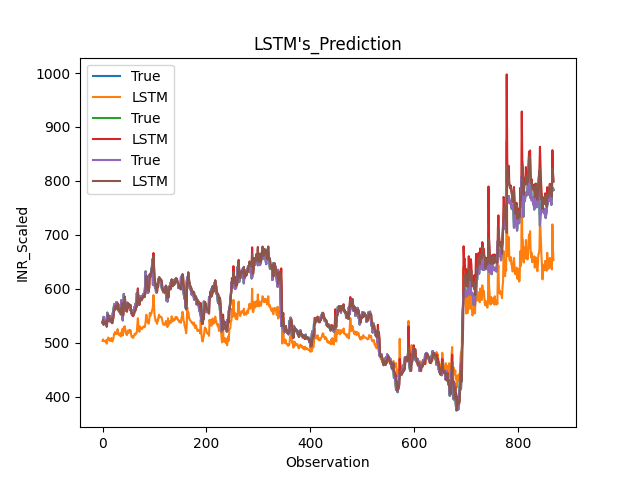 LSTM's_Prediction
True
LSTM
True
LSTM
True
LSTM
1000
900
800
700
600
500
400
INR_Scaled
0 200 400 600 800
Observation